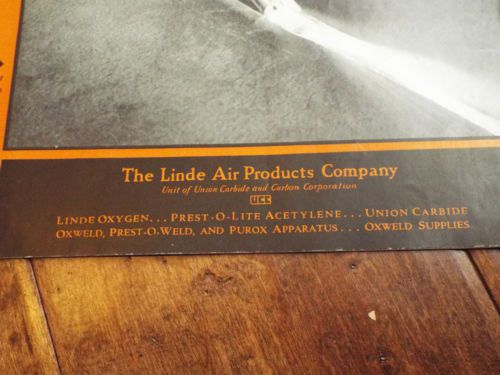 The Linde Air Products Company
Unit of Union Carbide and Carbon Corporation
UCC
LINDE OXYGEN... PREST-O-LITE ACETYLENE... UNION CARBIDE
OXWELD, PREST-O-WELD, AND PUROX APPARATUS... OXWELD SUPPLIES